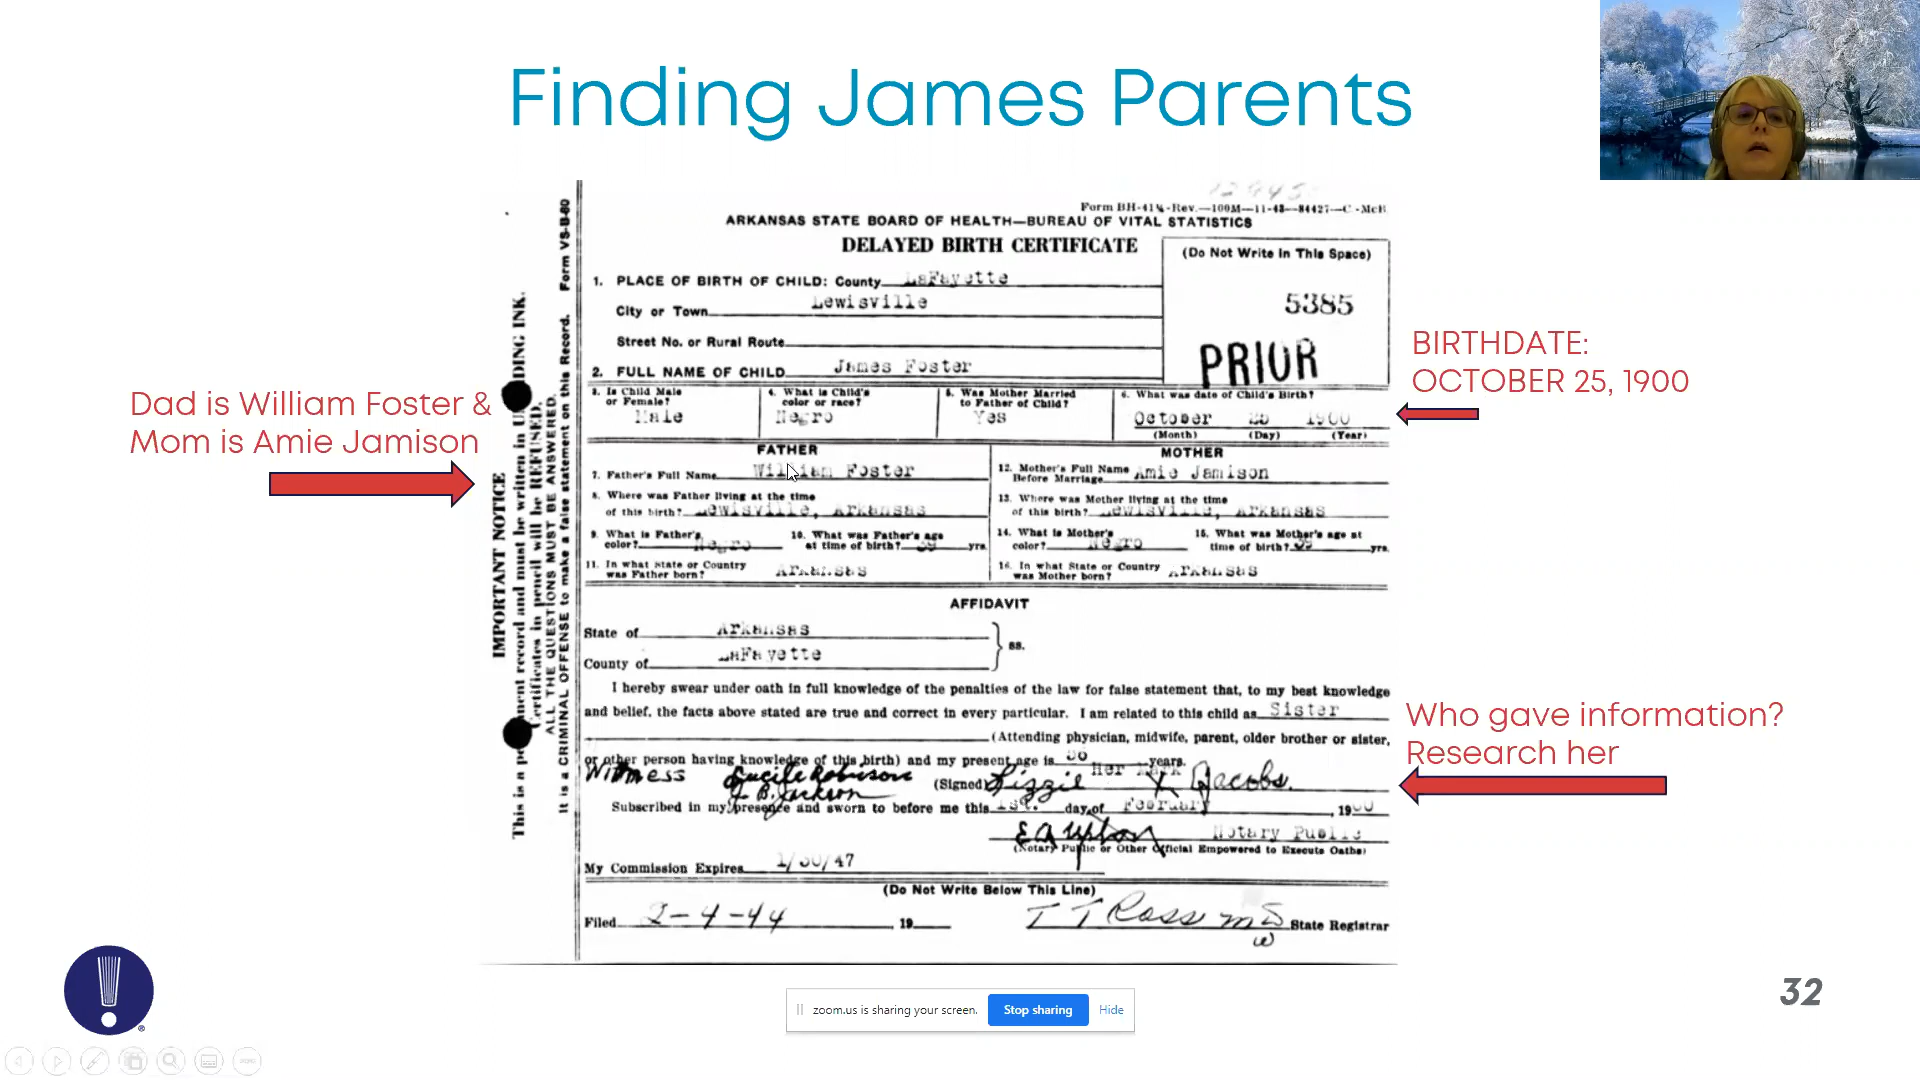 Finding James Parents
Form BH-41¼-Rev.—100M—11-43—84427—C -McR
ARKANSAS STATE BOARD OF HEALTH—BUREAU OF VITAL STATISTICS
DELAYED BIRTH CERTIFICATE
(Do Not Write In This Space)
5385
PRIOR
1. PLACE OF BIRTH OF CHILD: County LaFayette
City or Town Lewisville
Street No. or Rural Route
2. FULL NAME OF CHILD James Foster
3. Is Child Male or Female? Male
4. What is Child's color or race? Negro
5. Was Mother Married to Father of Child? Yes
6. What was date of Child's Birth?
October 1900
(Month) (Day) (Year)
FATHER
7. Father's Full Name William Foster
8. Where was Father living at the time
of this birth? Lewisville, Arkansas
9. What is Father's color? Negro
10. What was Father's age at time of birth? yrs.
11. In what State or Country was Father born? Arkansas
MOTHER
12. Mother's Full Name Before Marriage Amie Jamison
13. Where was Mother living at the time
of this birth? Lewisville, Arkansas
14. What is Mother's color? Negro
15. What was Mother's age at time of birth? yrs.
16. In what State or Country was Mother born? Arkansas
AFFIDAVIT
State of Arkansas
County of LaFayette
ss.
I hereby swear under oath in full knowledge of the penalties of the law for false statement that, to my best knowledge
and belief, the facts above stated are true and correct in every particular. I am related to this child as Sister
(Attending physician, midwife, parent, older brother or sister,
or other person having knowledge of this birth) and my present age is years.
Witness Lucile Robinson
J. B. Jackson
(Signed) Lizzie Her Mark X Jacobs.
Subscribed in my presence and sworn to before me this 1st. day of February, 19
Notary Public
(Notary Public or Other Official Empowered to Execute Oaths)
My Commission Expires 1/30/47
(Do Not Write Below This Line)
Filed 2-4-44, 19
T T Ross MD State Registrar
Form VS-B-60
IMPORTANT NOTICE
This is a record and must be written in DING INK.
Certificates in pencil will be REFUSED.
ALL THE QUESTIONS MUST BE ANSWERED.
It is a CRIMINAL OFFENSE to make a false statement on this Record.
Dad is William Foster &
Mom is Amie Jamison
BIRTHDATE:
OCTOBER 25, 1900
Who gave information?
Research her
zoom.us is sharing your screen. Stop sharing Hide
32